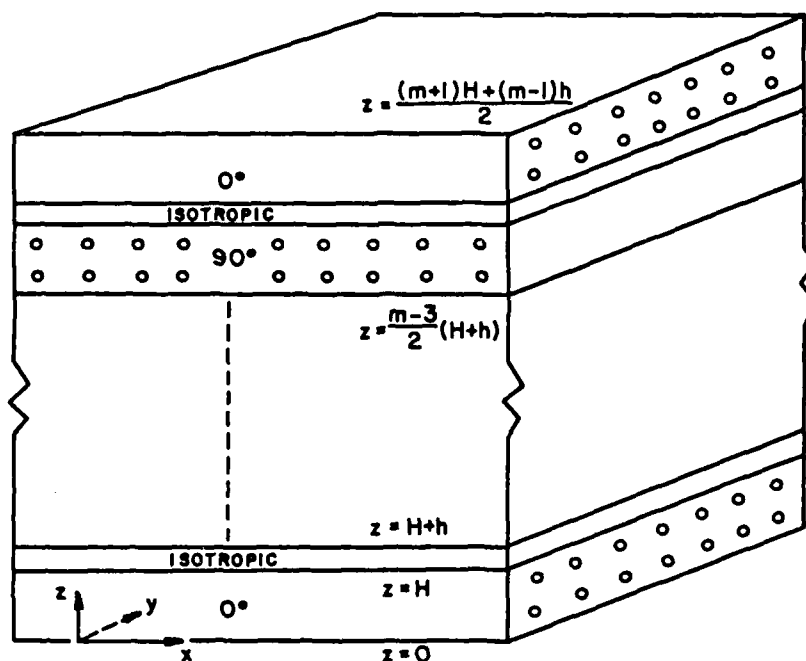 z = (m+1)H+(m-1)h / 2
0°
ISOTROPIC
90°
z = m-3 / 2 (H+h)
z = H+h
ISOTROPIC
z = H
0°
z
y
x
z = 0